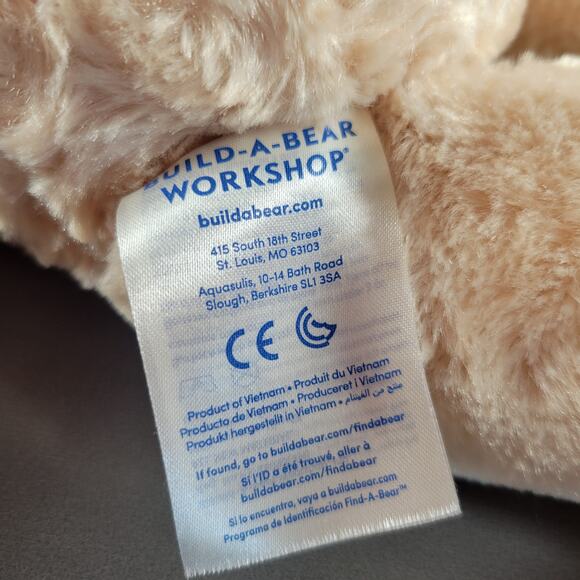 BUILD-A-BEAR
WORKSHOP®
buildabear.com
415 South 18th Street
St. Louis, MO 63103
Aquasulis, 10-14 Bath Road
Slough, Berkshire SL1 3SA
CE
Product of Vietnam • Produit du Vietnam
Producto de Vietnam • Produceret i Vietnam
Produkt hergestellt in Vietnam • منتج من الفيتنام
If found, go to buildabear.com/findabear
Si l'ID a été trouvé, aller à
buildabear.com/findabear
Si lo encuentra, vaya a buildabear.com
Programa de Identificación Find-A-Bear™